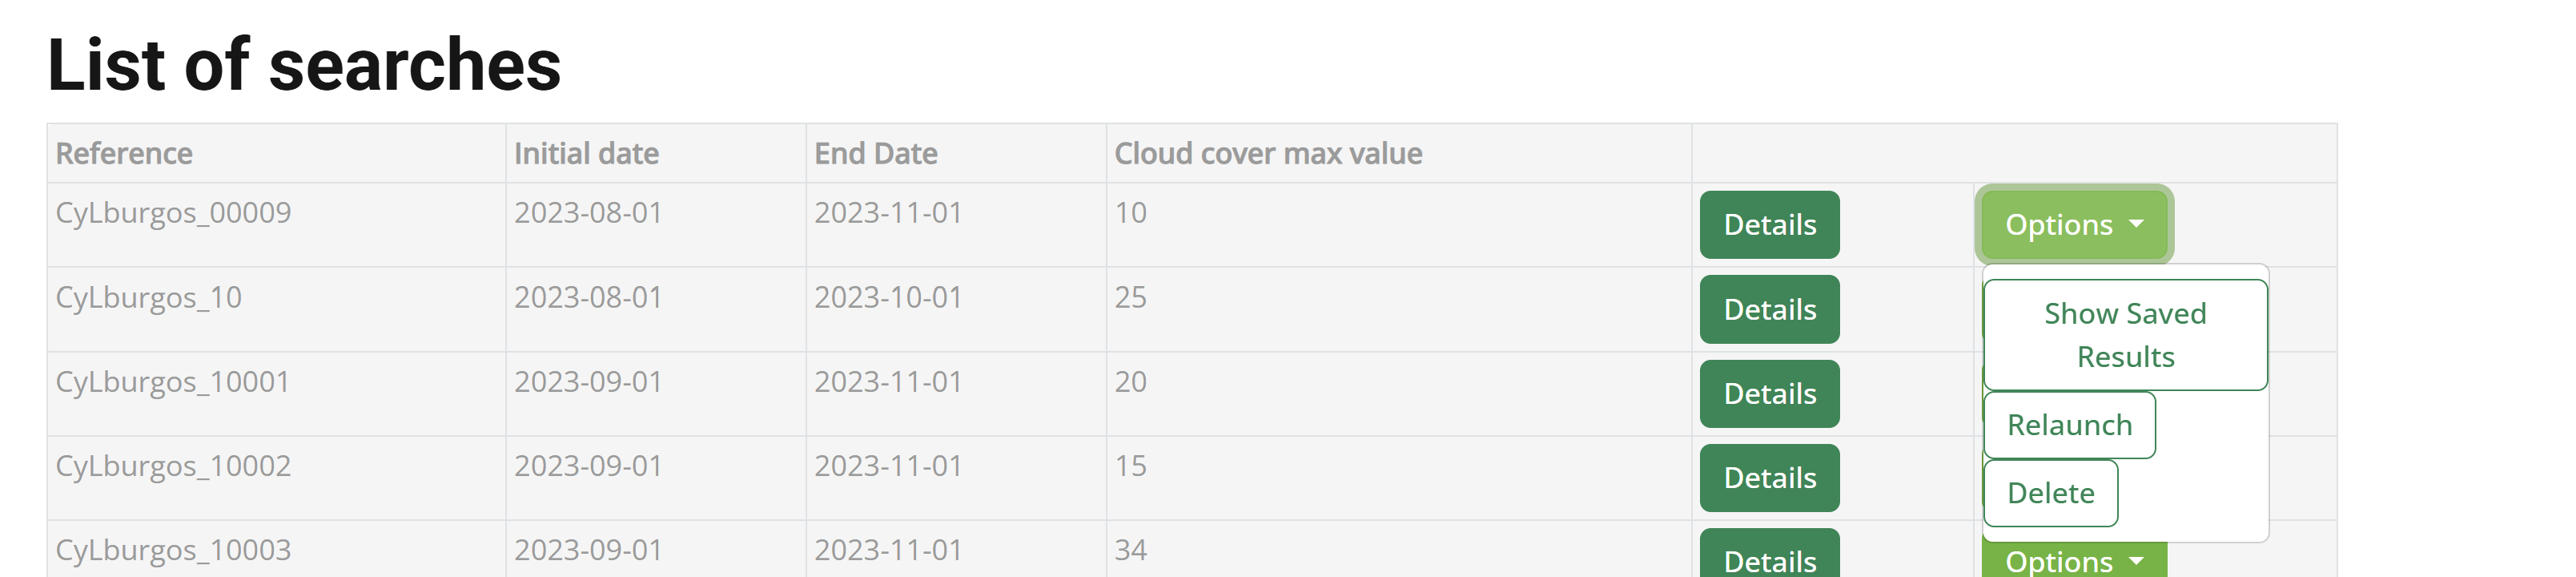 List of searches
Reference Initial date End Date Cloud cover max value
CyLburgos_00009 2023-08-01 2023-11-01 10 Details Options
CyLburgos_10 2023-08-01 2023-10-01 25 Details Show Saved
Results
CyLburgos_10001 2023-09-01 2023-11-01 20 Details Relaunch
CyLburgos_10002 2023-09-01 2023-11-01 15 Details Delete
CyLburgos_10003 2023-09-01 2023-11-01 34 Details Options